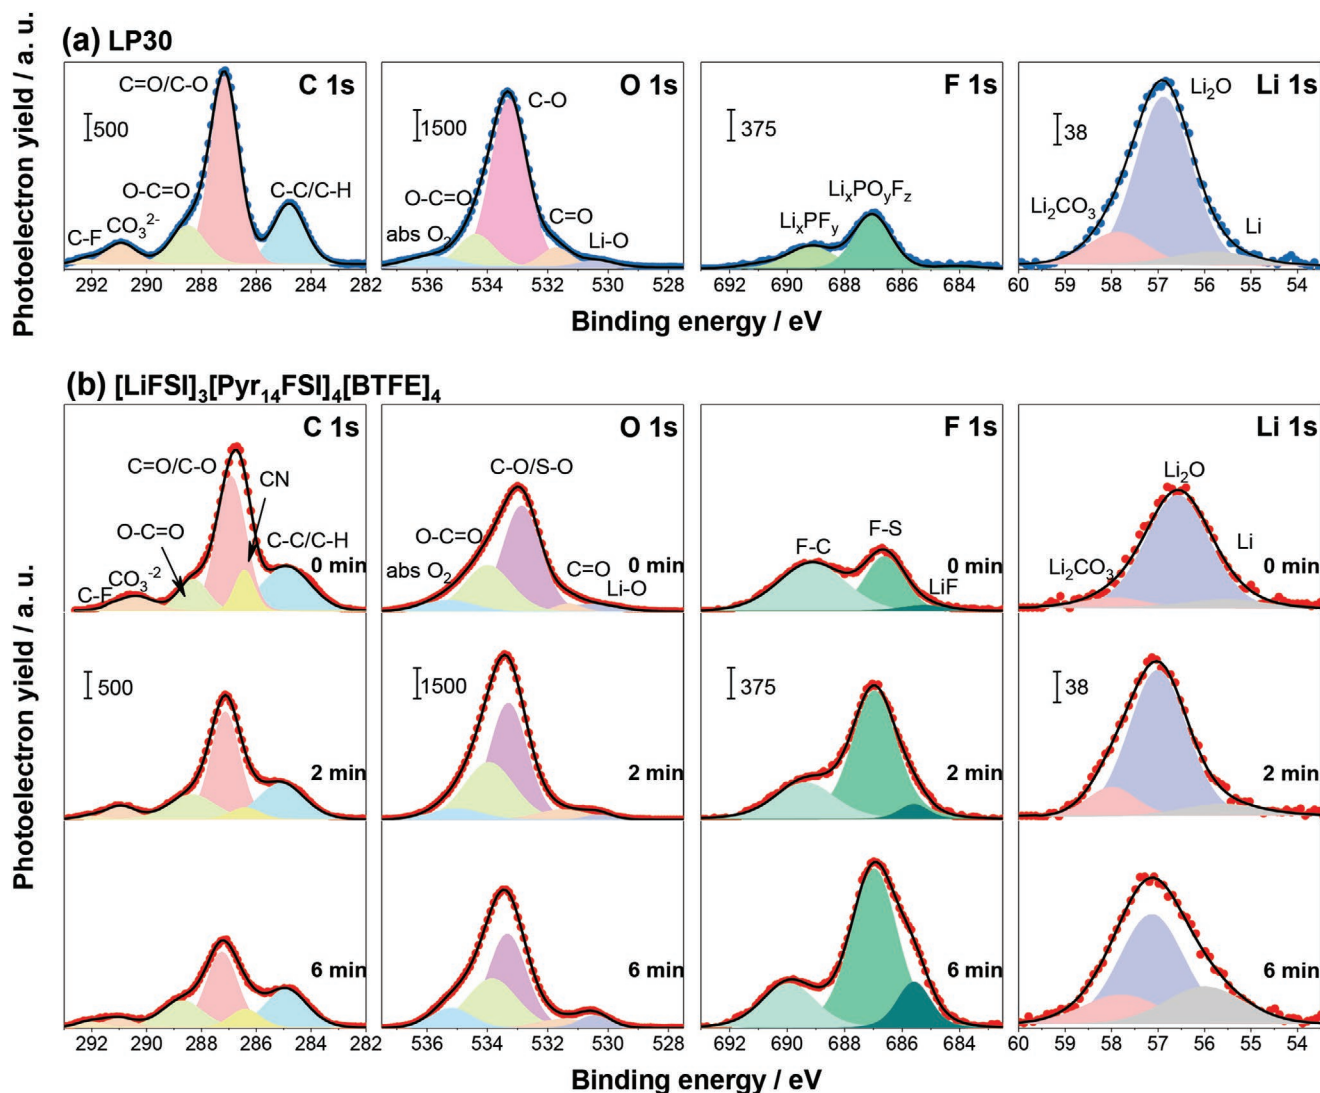 (a) LP30
Photoelectron yield / a. u.
C 1s
C=O/C-O
500
O-C=O
C-C/C-H
CO₃²⁻
C-F
292 290 288 286 284 282
O 1s
C-O
1500
O-C=O
C=O
abs O₂
Li-O
536 534 532 530 528
F 1s
375
LiₓPOᵧF_z
LiₓPFᵧ
692 690 688 686 684
Li 1s
Li₂O
38
Li₂CO₃
Li
60 59 58 57 56 55 54
Binding energy / eV
(b) [LiFSI]₃[Pyr₁₄FSI]₄[BTFE]₄
Photoelectron yield / a. u.
C 1s
C=O/C-O
CN
O-C=O
C-C/C-H
0 min
CO₃⁻²
C-F
500
2 min
6 min
292 290 288 286 284 282
O 1s
C-O/S-O
O-C=O
0 min
abs O₂
C=O
Li-O
1500
2 min
6 min
536 534 532 530 528
F 1s
F-C
F-S
0 min
LiF
375
2 min
6 min
692 690 688 686 684
Li 1s
Li₂O
Li
0 min
Li₂CO₃
38
2 min
6 min
60 59 58 57 56 55 54
Binding energy / eV